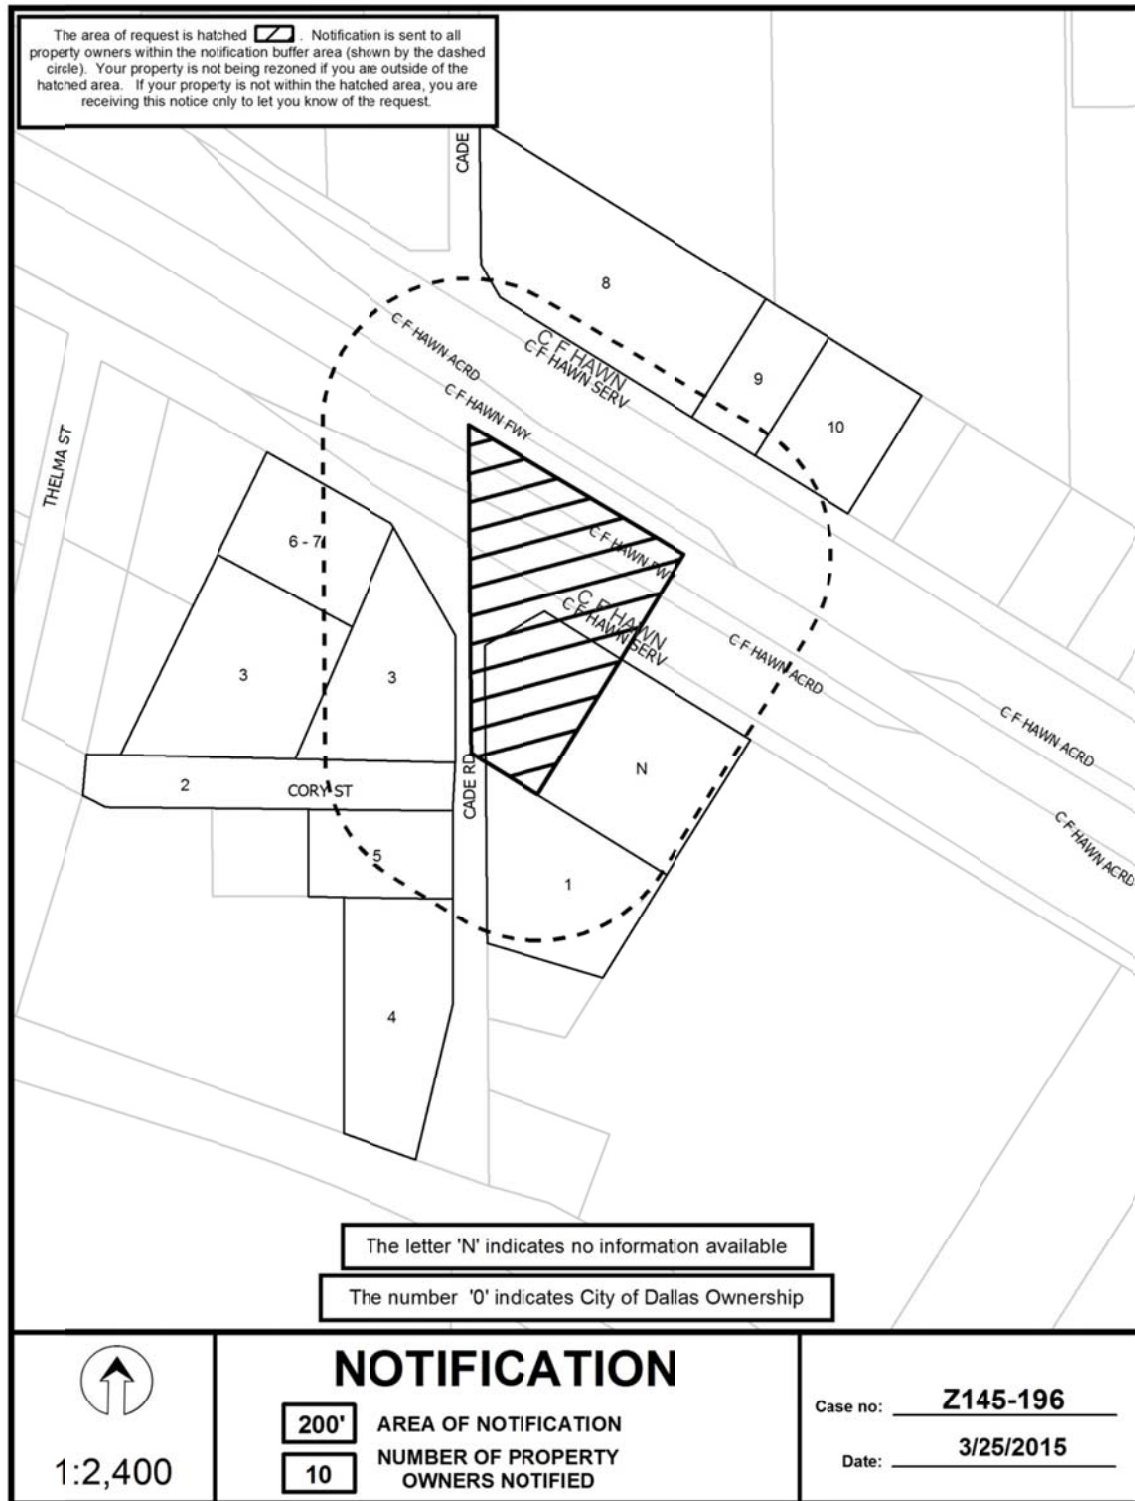 The area of request is hatched . Notification is sent to all
property owners within the notification buffer area (shown by the dashed
circle). Your property is not being rezoned if you are outside of the
hatched area. If your property is not within the hatched area, you are
receiving this notice only to let you know of the request.
CADE
8
C F HAWN ACRD
C F HAWN
C F HAWN SERV
C F HAWN FWY
9
10
THELMA ST
6 - 7
C F HAWN FWY
C F HAWN
C F HAWN SERV
C F HAWN ACRD
3
3
C F HAWN ACRD
N
2
CORY ST
CADE RD
C F HAWN ACRD
5
1
4
The letter 'N' indicates no information available
The number '0' indicates City of Dallas Ownership
1:2,400
NOTIFICATION
200' AREA OF NOTIFICATION
10 NUMBER OF PROPERTY
OWNERS NOTIFIED
Case no: Z145-196
Date: 3/25/2015